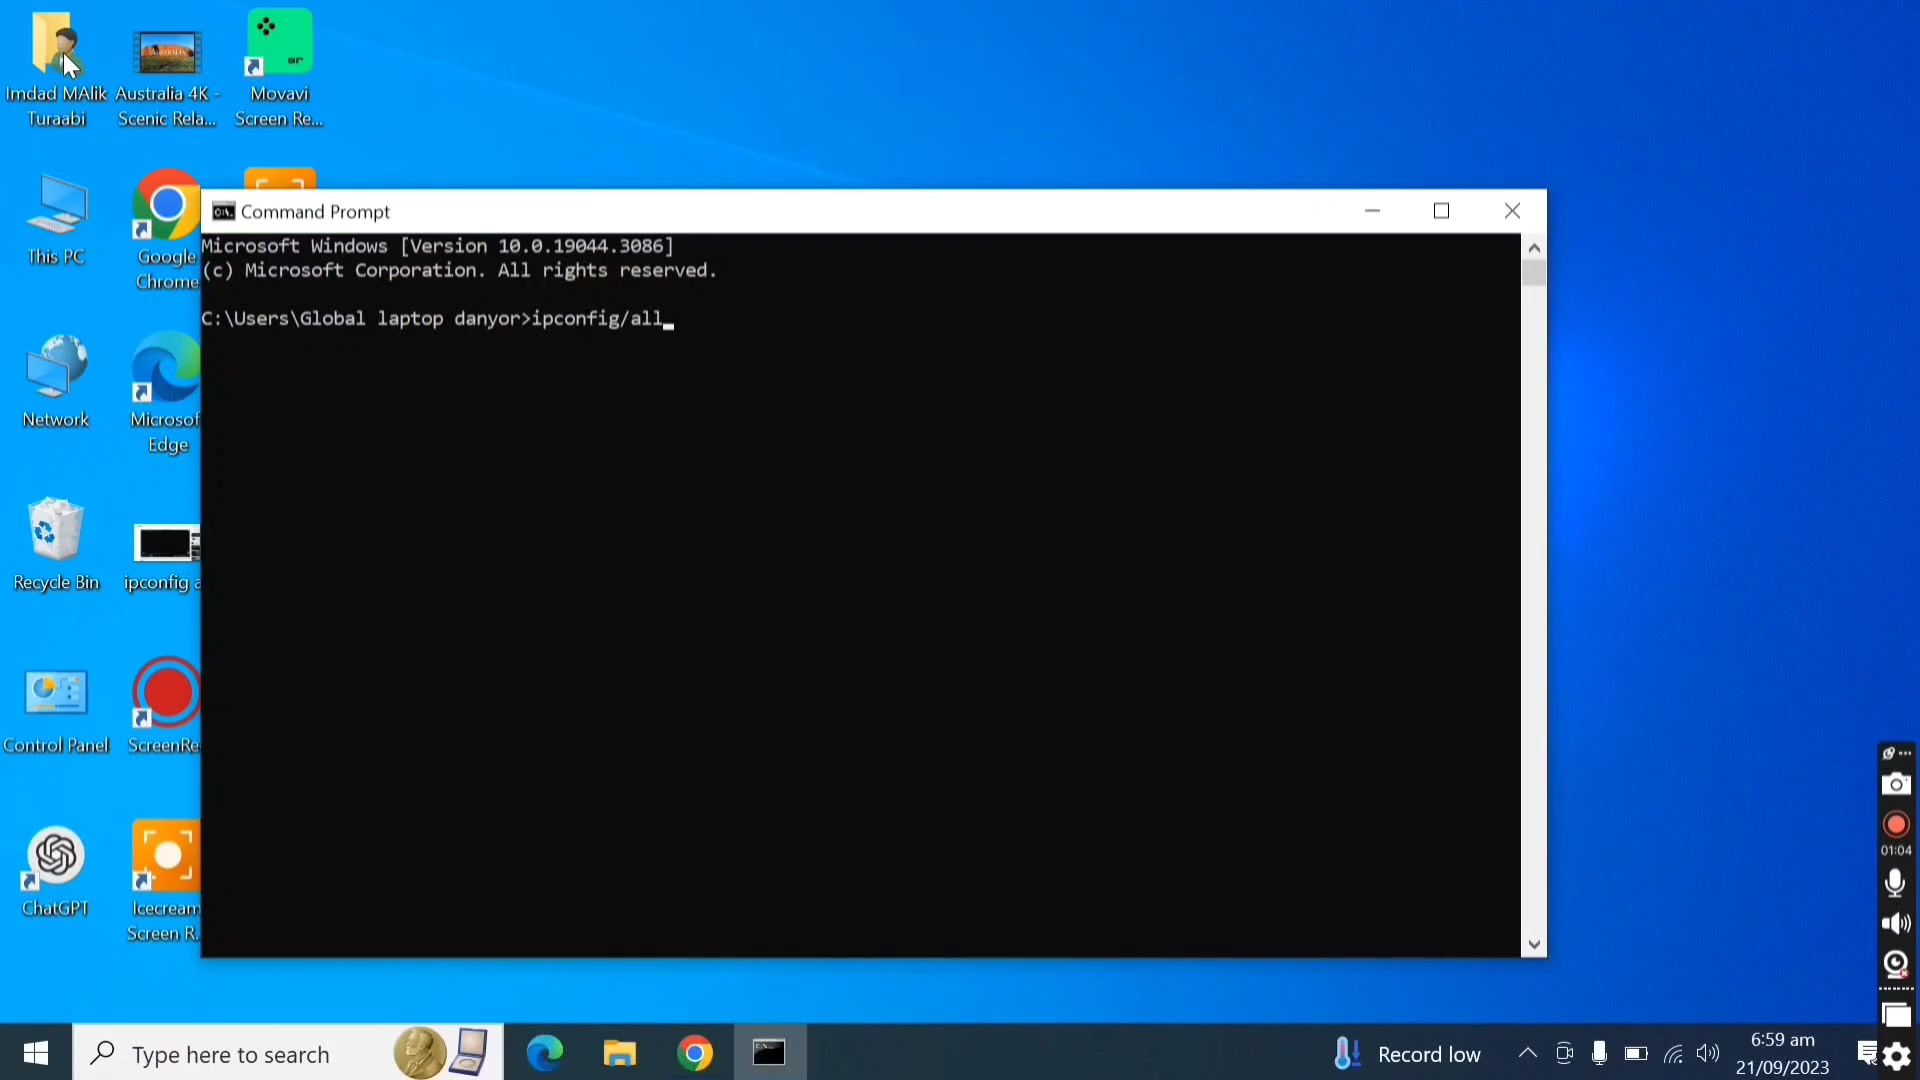 Imdad MAlik
Turaabi
Australia 4K -
Scenic Rela...
Movavi
Screen Re...
This PC
Google
Chrome
Network
Microsof
Edge
Recycle Bin
ipconfig a
Control Panel
ScreenRe
ChatGPT
Icecream
Screen R.
Command Prompt
Microsoft Windows [Version 10.0.19044.3086]
(c) Microsoft Corporation. All rights reserved.
C:\Users\Global laptop danyor>ipconfig/all
01:04
Type here to search
Record low
6:59 am
21/09/2023